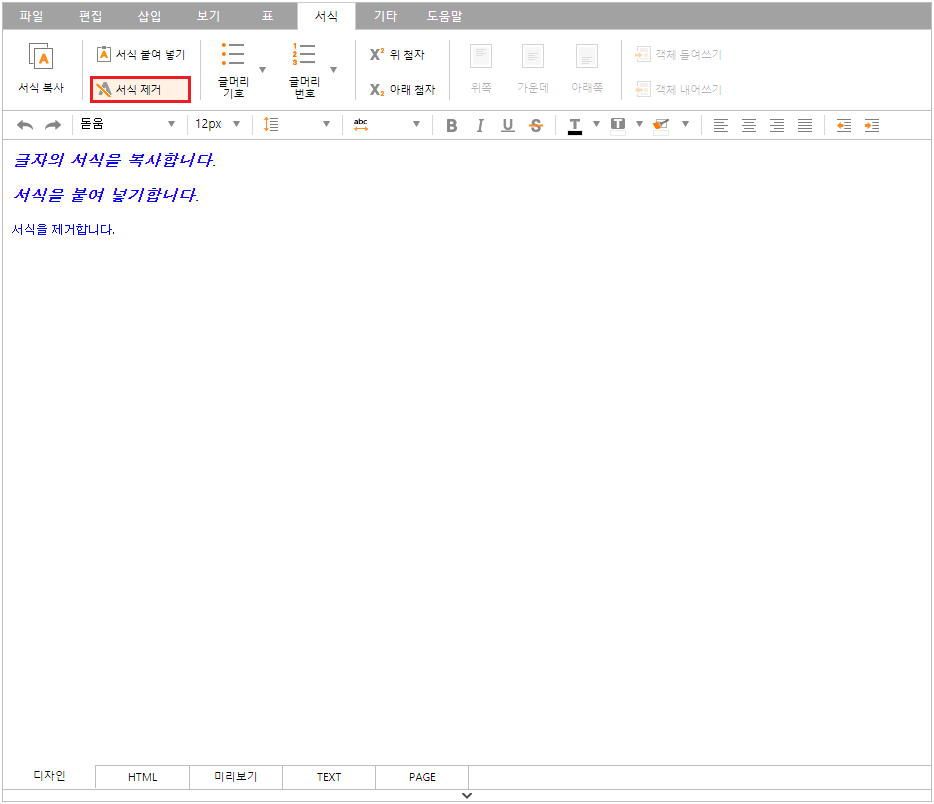 파일 편집 삽입 보기 표 서식 기타 도움말
서식 복사
서식 붙여 넣기
서식 제거
글머리
기호
글머리
번호
X² 위 첨자
X₂ 아래 첨자
위쪽 가운데 아래쪽
객체 들여쓰기
객체 내어쓰기
돋움 12px abc B I U S T T
글자의 서식을 복사합니다.
서식을 붙여 넣기합니다.
서식을 제거합니다.
디자인 HTML 미리보기 TEXT PAGE